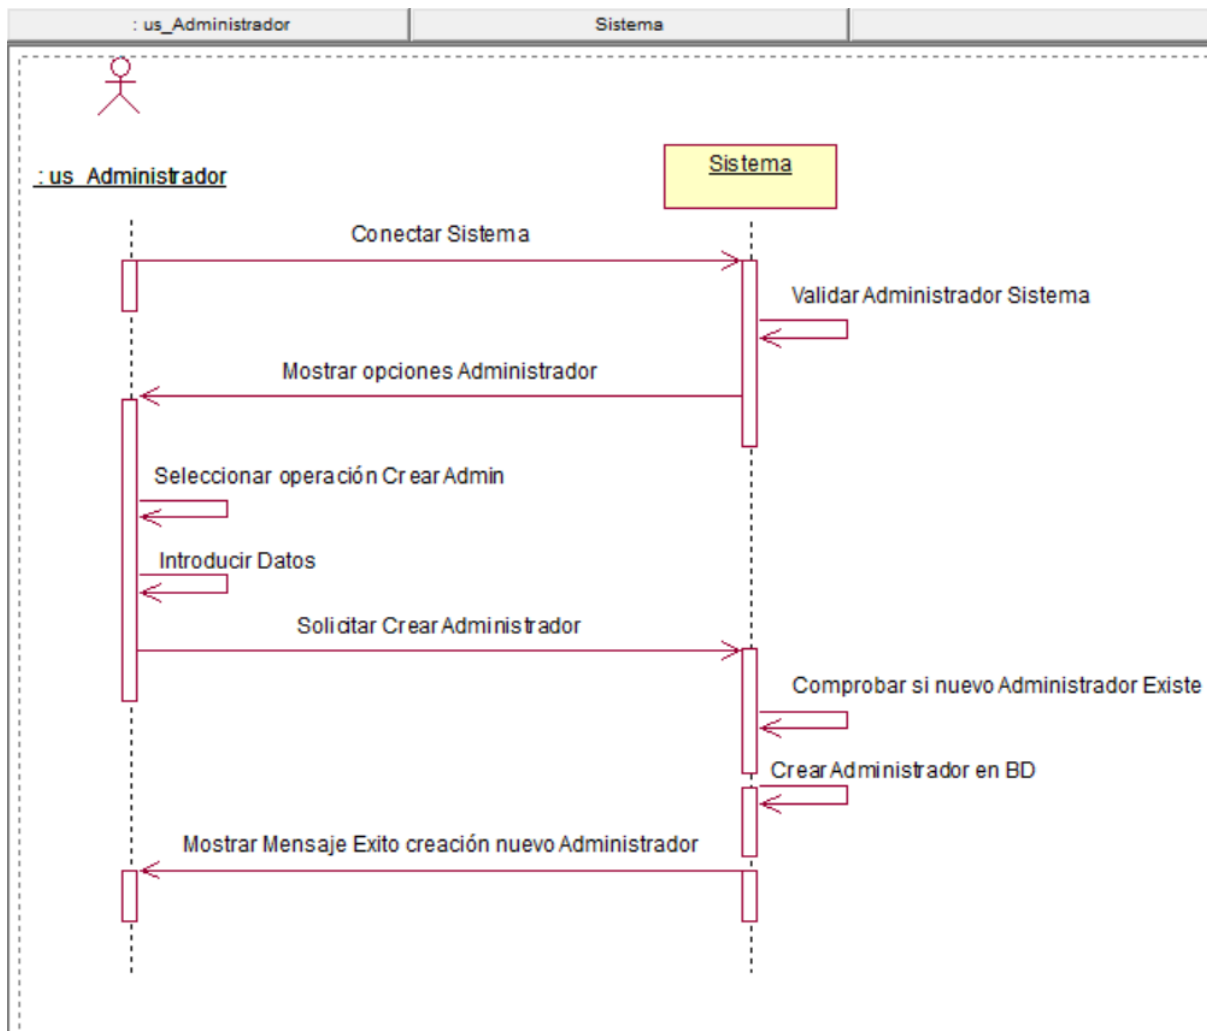 : us_Administrador
Sistema
: us_Administrador
Sistema
Conectar Sistema
Validar Administrador Sistema
Mostrar opciones Administrador
Seleccionar operación Crear Admin
Introducir Datos
Solicitar Crear Administrador
Comprobar si nuevo Administrador Existe
Crear Administrador en BD
Mostrar Mensaje Exito creación nuevo Administrador